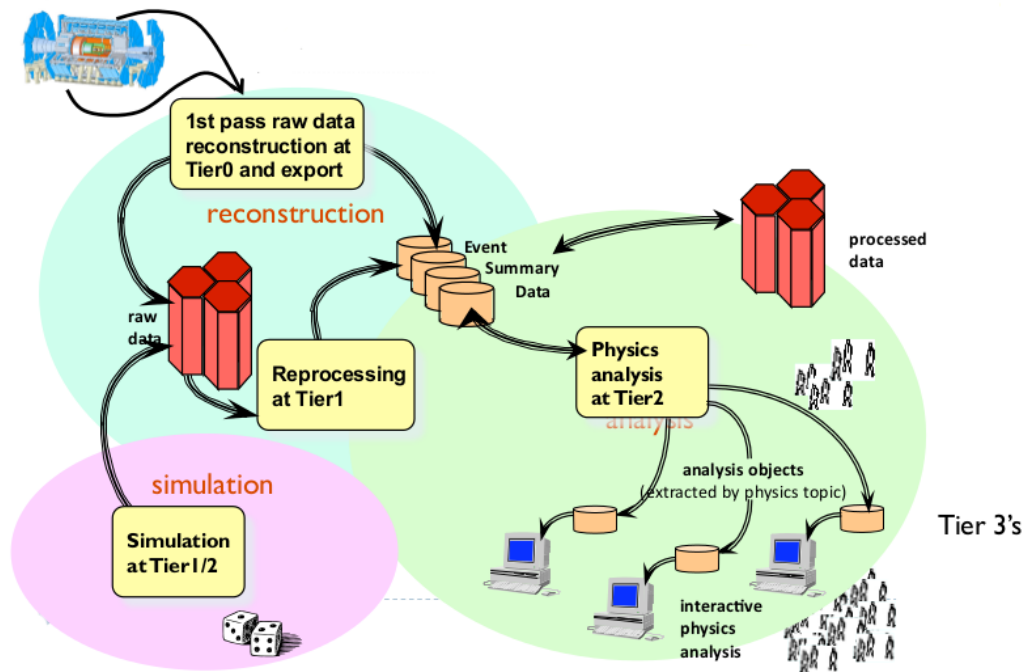 1st pass raw data
reconstruction at
Tier0 and export
reconstruction
Event
Summary
Data
processed
data
raw
data
Reprocessing
at Tier1
Physics
analysis
at Tier2
analysis
analysis objects
(extracted by physics topic)
simulation
Simulation
at Tier1/2
Tier 3's
interactive
physics
analysis